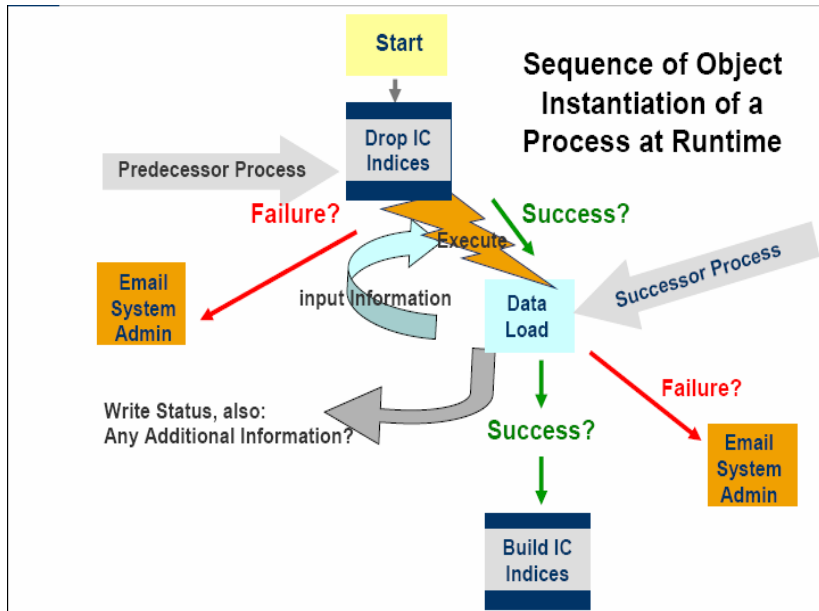 Start
Sequence of Object
Instantiation of a
Process at Runtime
Drop IC
Indices
Predecessor Process
Failure?
Success?
Execute
Successor Process
Email
System
Admin
input Information
Data
Load
Failure?
Write Status, also:
Any Additional Information?
Success?
Email
System
Admin
Build IC
Indices